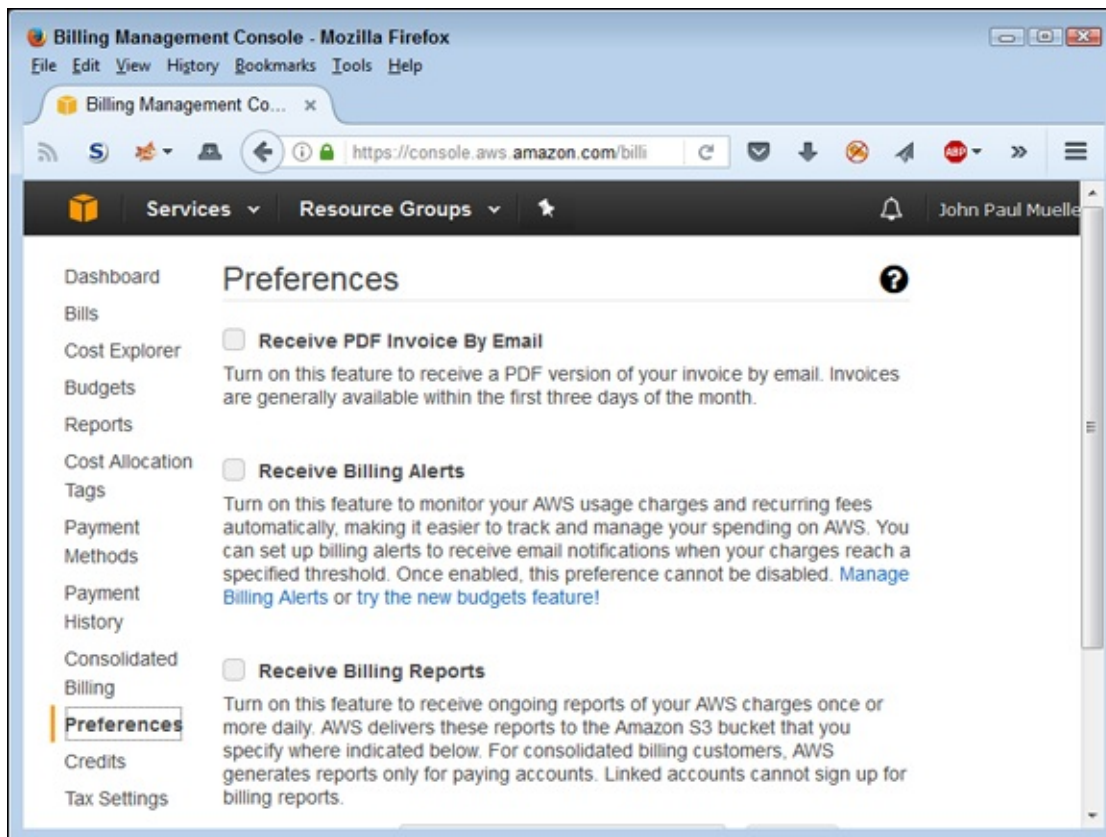 Billing Management Console - Mozilla Firefox
File Edit View History Bookmarks Tools Help
Billing Management Co... ×
S ABP
https://console.aws.amazon.com/billi
Services Resource Groups John Paul Muelle
Dashboard
Bills
Cost Explorer
Budgets
Reports
Cost Allocation
Tags
Payment
Methods
Payment
History
Consolidated
Billing
Preferences
Credits
Tax Settings
Preferences ?
Receive PDF Invoice By Email
Turn on this feature to receive a PDF version of your invoice by email. Invoices
are generally available within the first three days of the month.
Receive Billing Alerts
Turn on this feature to monitor your AWS usage charges and recurring fees
automatically, making it easier to track and manage your spending on AWS. You
can set up billing alerts to receive email notifications when your charges reach a
specified threshold. Once enabled, this preference cannot be disabled. Manage
Billing Alerts or try the new budgets feature!
Receive Billing Reports
Turn on this feature to receive ongoing reports of your AWS charges once or
more daily. AWS delivers these reports to the Amazon S3 bucket that you
specify where indicated below. For consolidated billing customers, AWS
generates reports only for paying accounts. Linked accounts cannot sign up for
billing reports.